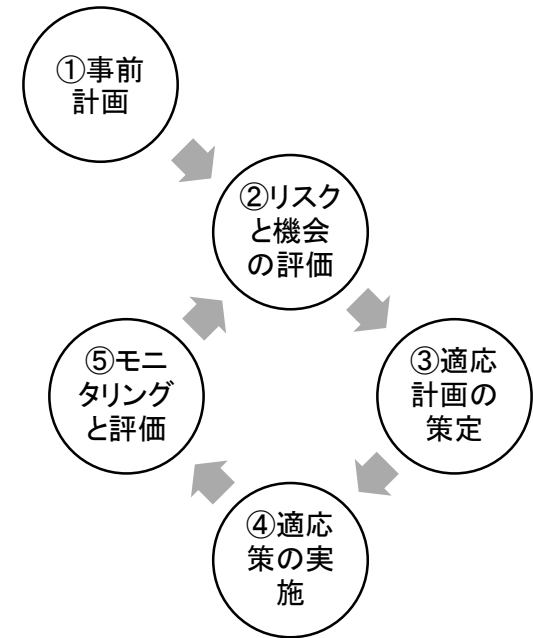 ①事前
計画
②リスク
と機会
の評価
③適応
計画の
策定
④適応
策の実
施
⑤モニ
タリング
と評価